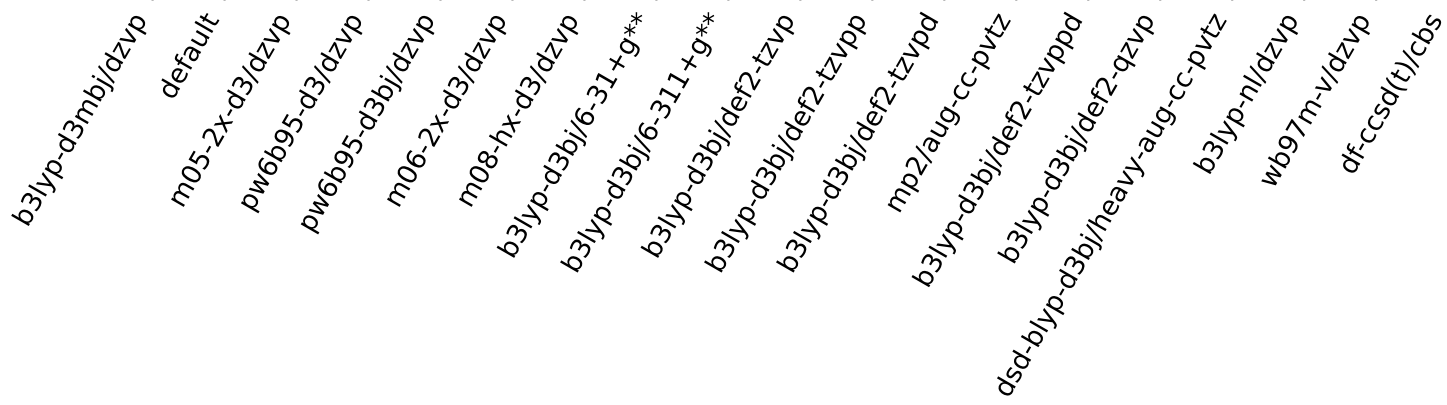 b3lyp-d3mbj/dzvp
default
m05-2x-d3/dzvp
pw6b95-d3/dzvp
pw6b95-d3bj/dzvp
m06-2x-d3/dzvp
m08-hx-d3/dzvp
b3lyp-d3bj/6-31+g**
b3lyp-d3bj/6-311+g**
b3lyp-d3bj/def2-tzvp
b3lyp-d3bj/def2-tzvpp
b3lyp-d3bj/def2-tzvpd
mp2/aug-cc-pvtz
b3lyp-d3bj/def2-tzvppd
b3lyp-d3bj/def2-qzvp
dsd-blyp-d3bj/heavy-aug-cc-pvtz
b3lyp-nl/dzvp
wb97m-v/dzvp
df-ccsd(t)/cbs